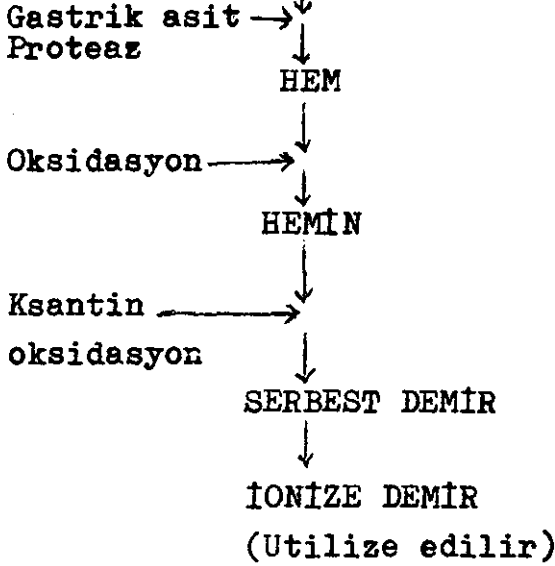 Gastrik asit
Proteaz
HEM
Oksidasyon
HEMİN
Ksantin
oksidasyon
SERBEST DEMİR
İONİZE DEMİR
(Utilize edilir)